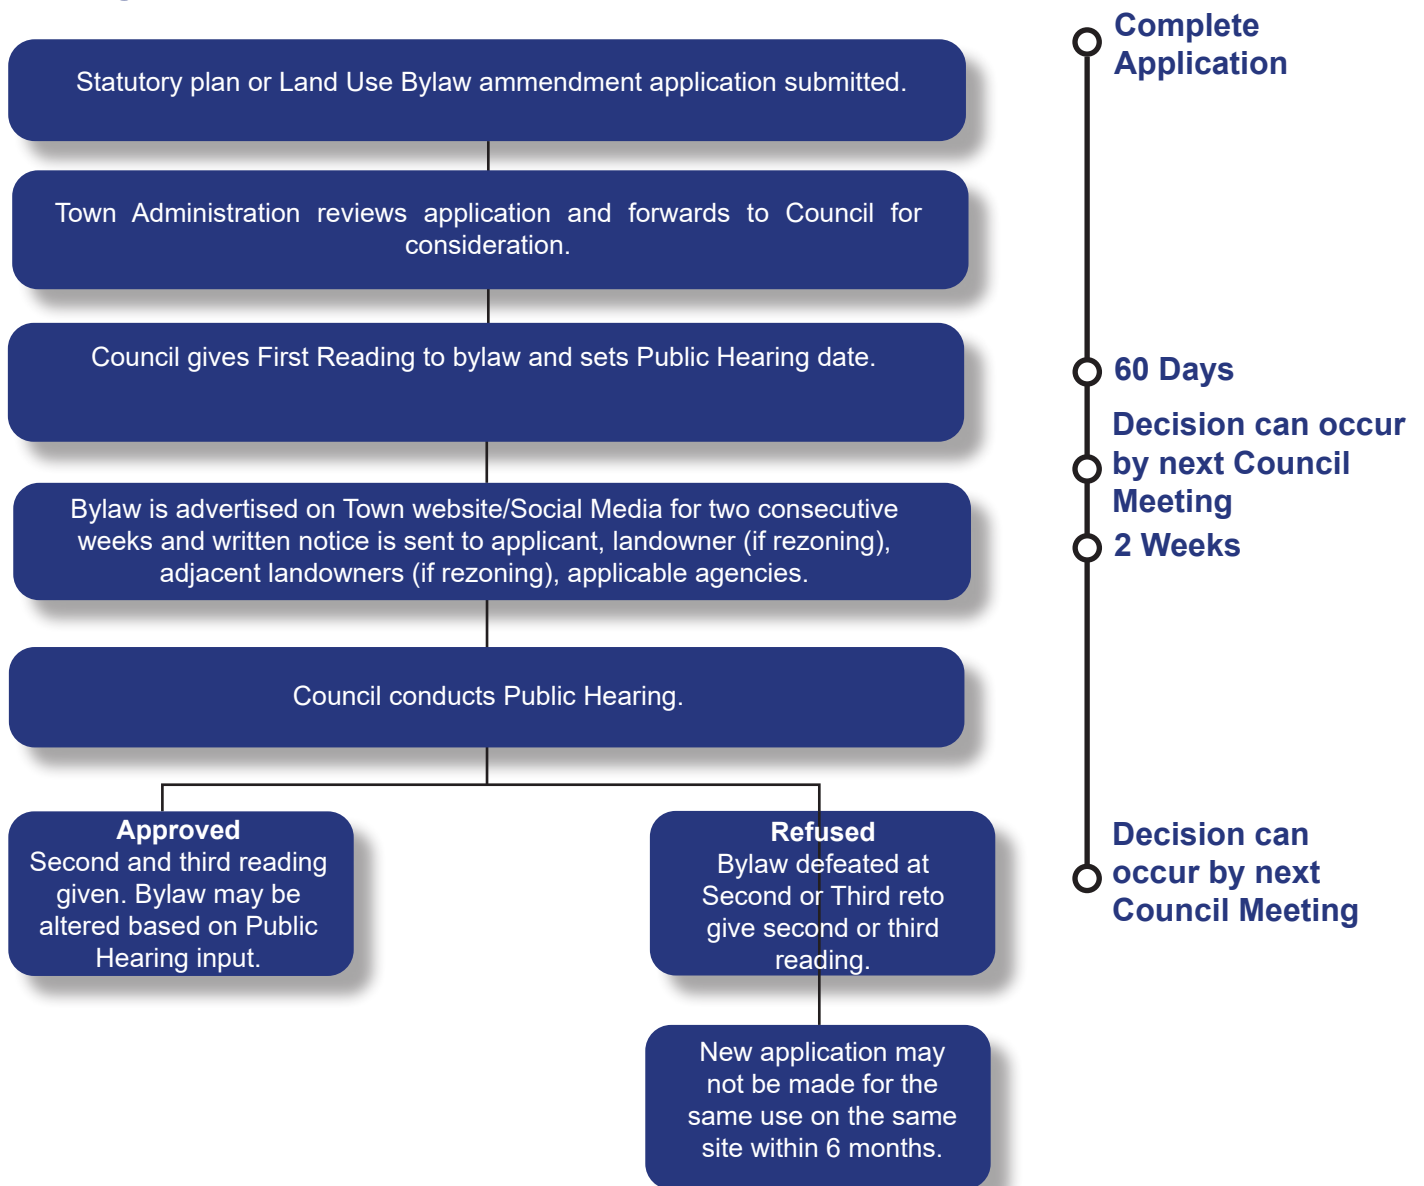 Statutory plan or Land Use Bylaw ammendment application submitted.
Town Administration reviews application and forwards to Council for
consideration.
Council gives First Reading to bylaw and sets Public Hearing date.
Bylaw is advertised on Town website/Social Media for two consecutive
weeks and written notice is sent to applicant, landowner (if rezoning),
adjacent landowners (if rezoning), applicable agencies.
Council conducts Public Hearing.
Approved
Second and third reading
given. Bylaw may be
altered based on Public
Hearing input.
Refused
Bylaw defeated at
Second or Third reto
give second or third
reading.
New application may
not be made for the
same use on the same
site within 6 months.
Complete
Application
60 Days
Decision can occur
by next Council
Meeting
2 Weeks
Decision can
occur by next
Council Meeting